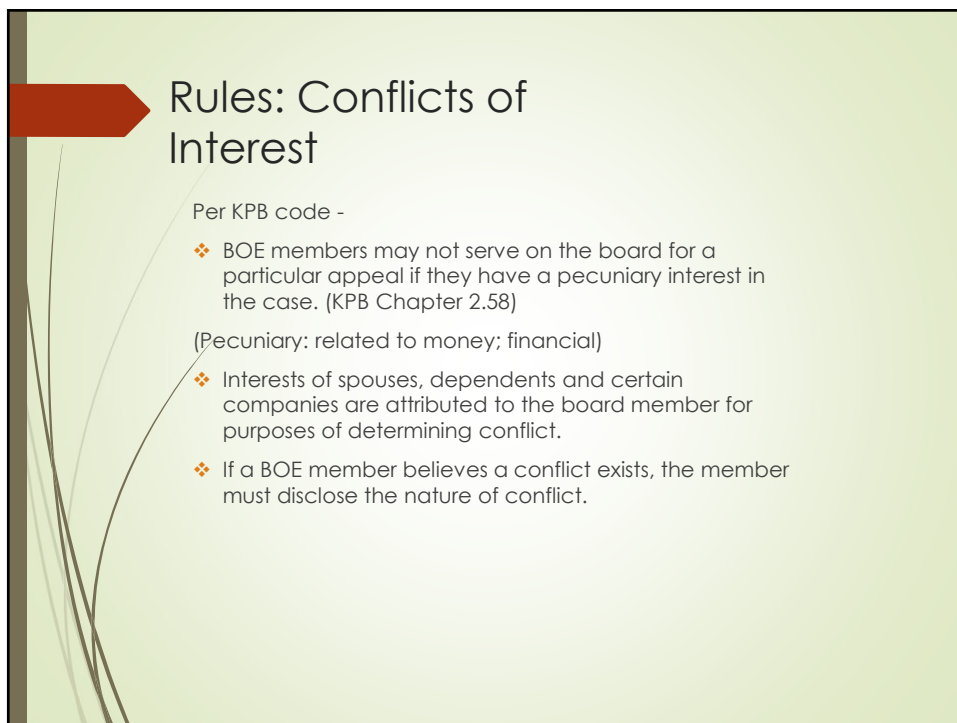 Rules: Conflicts of
Interest
Per KPB code -
BOE members may not serve on the board for a
particular appeal if they have a pecuniary interest in
the case. (KPB Chapter 2.58)
(Pecuniary: related to money; financial)
Interests of spouses, dependents and certain
companies are attributed to the board member for
purposes of determining conflict.
If a BOE member believes a conflict exists, the member
must disclose the nature of conflict.